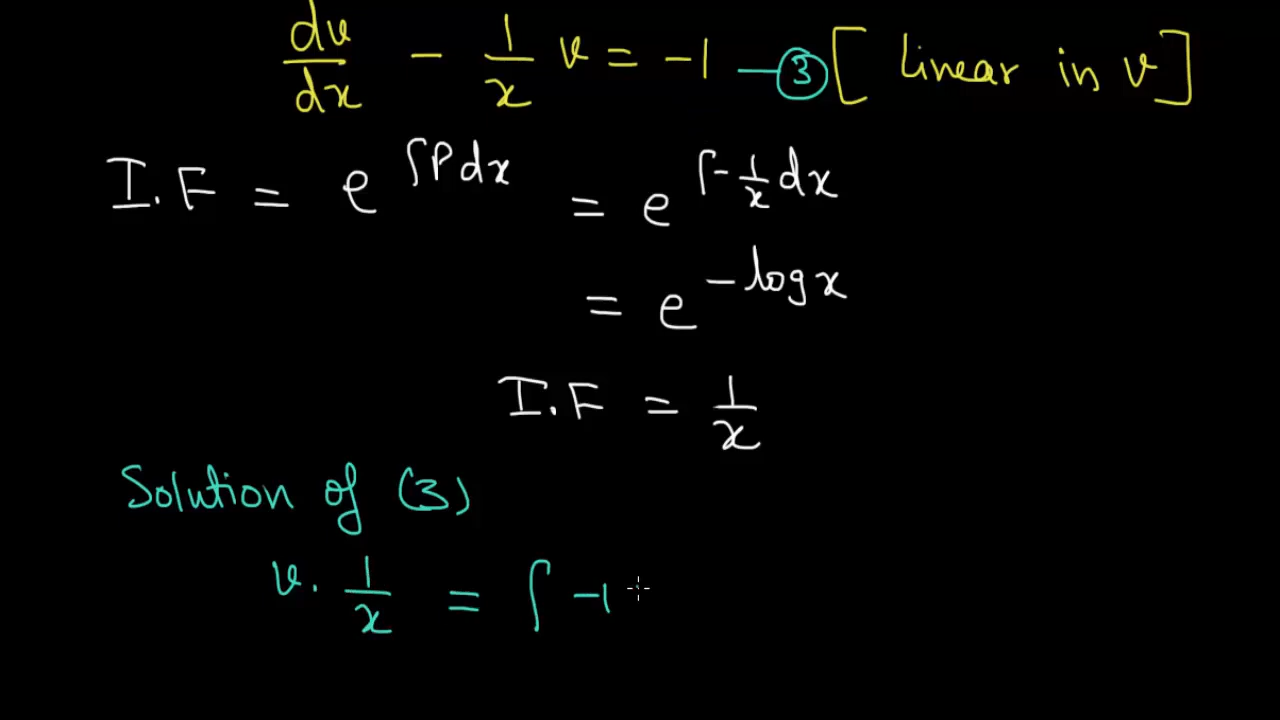 dv/dx - 1/x v = -1 — ③ [ Linear in v ]
I.F = e^∫Pdx = e^∫-1/x dx
= e^-log x
I.F = 1/x
Solution of (3)
v. 1/x = ∫ -1